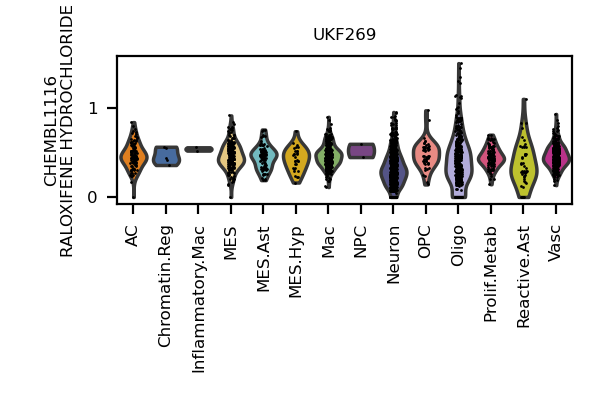 UKF269
CHEMBL1116
RALOXIFENE HYDROCHLORIDE
1
0
AC
Chromatin.Reg
Inflammatory.Mac
MES
MES.Ast
MES.Hyp
Mac
NPC
Neuron
OPC
Oligo
Prolif.Metab
Reactive.Ast
Vasc